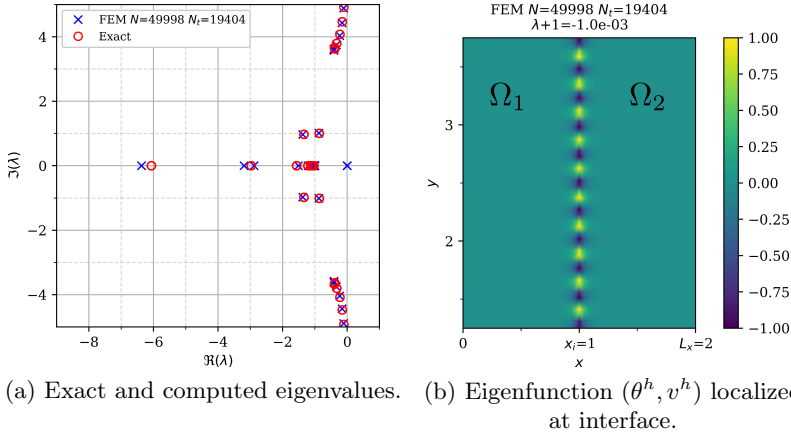 FEM N=49998 N_t=19404
Exact
4
2
0
−2
−4
ℑ(λ)
−8
−6
−4
−2
0
ℜ(λ)
(a) Exact and computed eigenvalues.
FEM N=49998 N_t=19404
λ+1=-1.0e-03
Ω₁
Ω₂
3
2
y
0
x_i=1
L_x=2
x
1.00
0.75
0.50
0.25
0.00
−0.25
−0.50
−0.75
−1.00
(b) Eigenfunction (θ^h, v^h) localize
at interface.